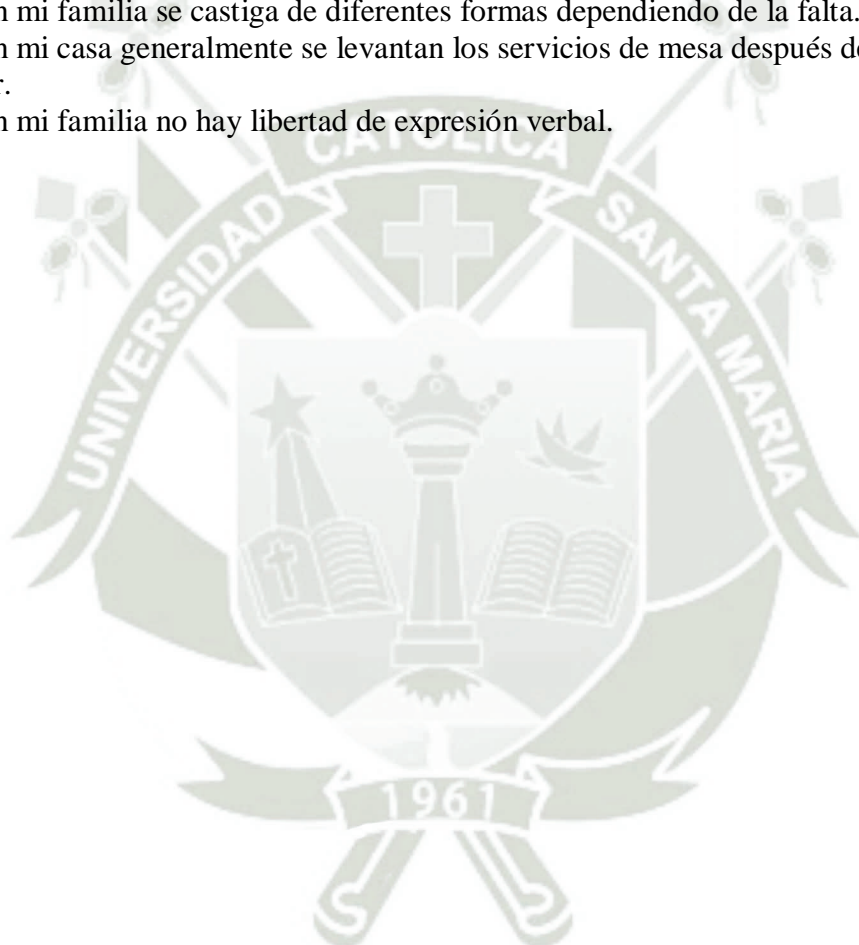 n mi familia se castiga de diferentes formas dependiendo de la falta.
n mi casa generalmente se levantan los servicios de mesa después d
r.
n mi familia no hay libertad de expresión verbal.
UNIVERSIDAD CATOLICA SANTA MARIA
1961